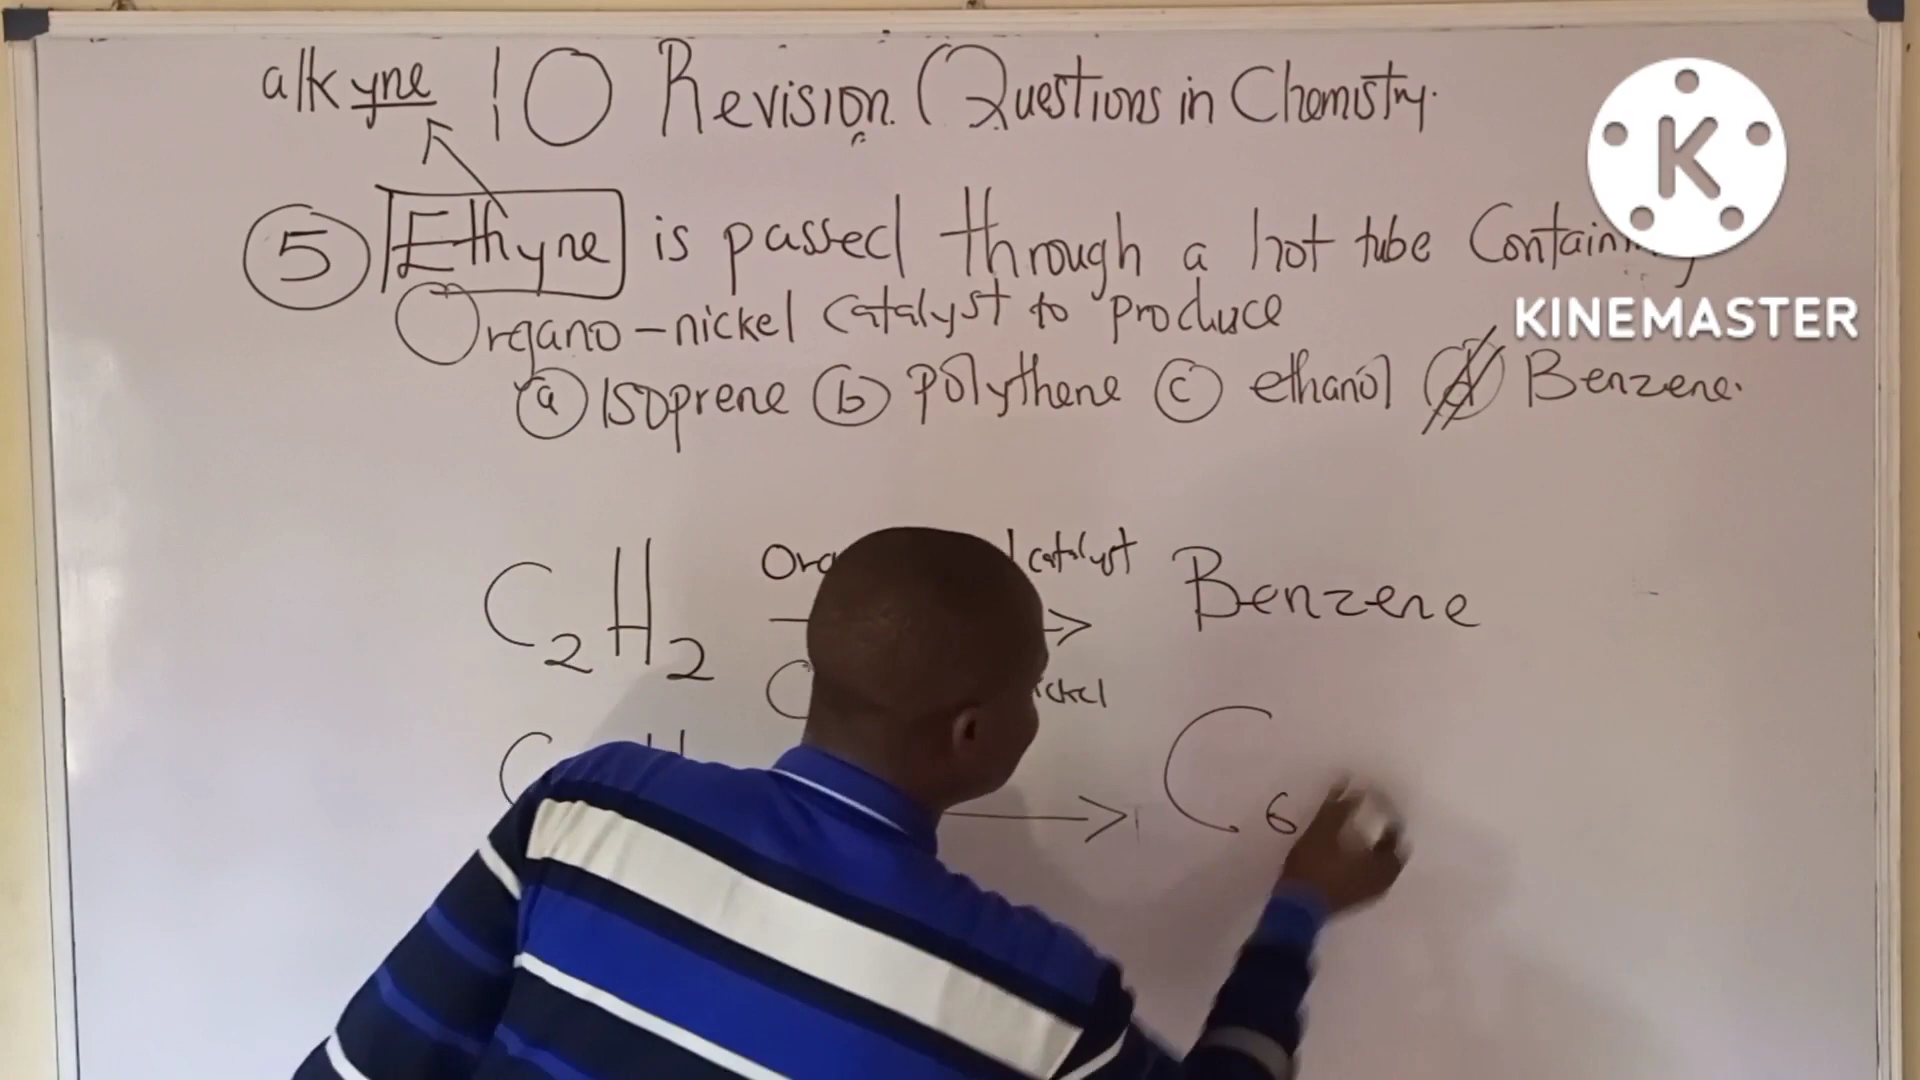 alkyne 10 Revision Questions in Chemistry.
5 Ethyne is passed through a hot tube
Organo-nickel catalyst to produce
a Isoprene b polythene c ethanol d Benzene.
C2H2 catalyst → Benzene
→ C6
K
KINEMASTER